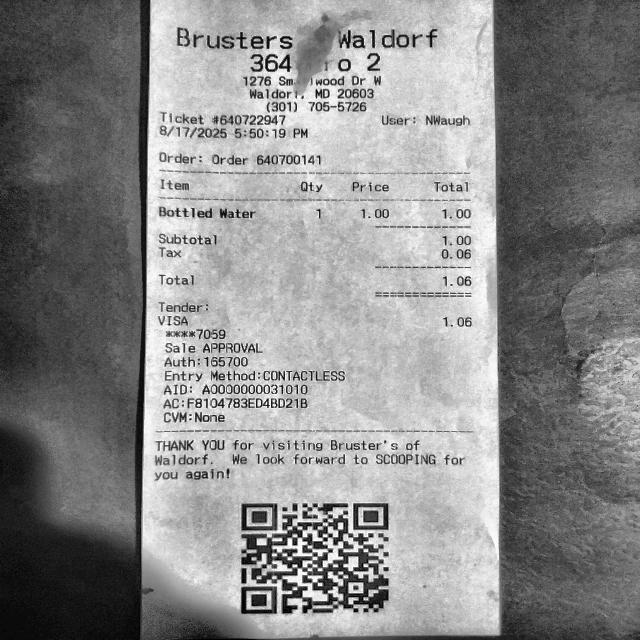 Brusters Waldorf
364 ro 2
1276 Sm wood Dr W
Waldorf, MD 20603
(301) 705-5726
Ticket #640722947 User: NWaugh
8/17/2025 5:50:19 PM
Order: Order 640700141
Item Qty Price Total
Bottled Water 1 1.00 1.00
Subtotal 1.00
Tax 0.06
Total 1.06
Tender:
VISA 1.06
****7059
Sale APPROVAL
Auth:165700
Entry Method:CONTACTLESS
AID: A0000000031010
AC:F8104783ED4BD21B
CVM:None
THANK YOU for visiting Bruster's of
Waldorf. We look forward to SCOOPING for
you again!